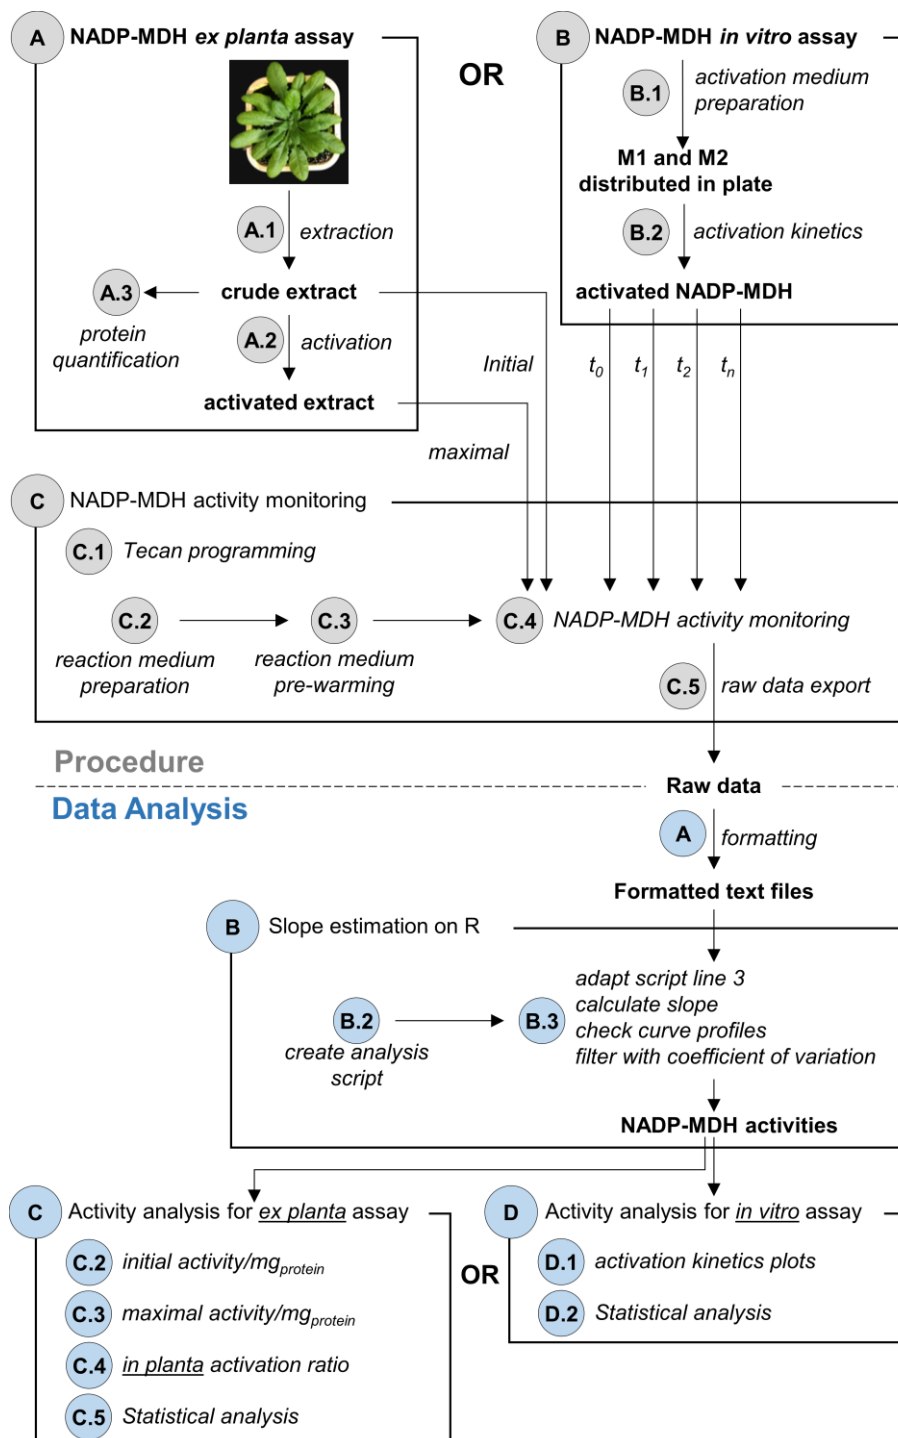 A NADP-MDH ex planta assay
A.1 extraction
A.3
crude extract
protein
quantification
A.2 activation
activated extract
Initial
maximal
OR
B NADP-MDH in vitro assay
B.1 activation medium
preparation
M1 and M2
distributed in plate
B.2 activation kinetics
activated NADP-MDH
t0 t1 t2 tn
C NADP-MDH activity monitoring
C.1 Tecan programming
C.2
reaction medium
preparation
C.3
reaction medium
pre-warming
C.4 NADP-MDH activity monitoring
C.5 raw data export
Procedure
Raw data
Data Analysis
A formatting
Formatted text files
B Slope estimation on R
B.2
create analysis
script
B.3
adapt script line 3
calculate slope
check curve profiles
filter with coefficient of variation
NADP-MDH activities
C Activity analysis for ex planta assay
C.2 initial activity/mgprotein
C.3 maximal activity/mgprotein
C.4 in planta activation ratio
C.5 Statistical analysis
OR
D Activity analysis for in vitro assay
D.1 activation kinetics plots
D.2 Statistical analysis